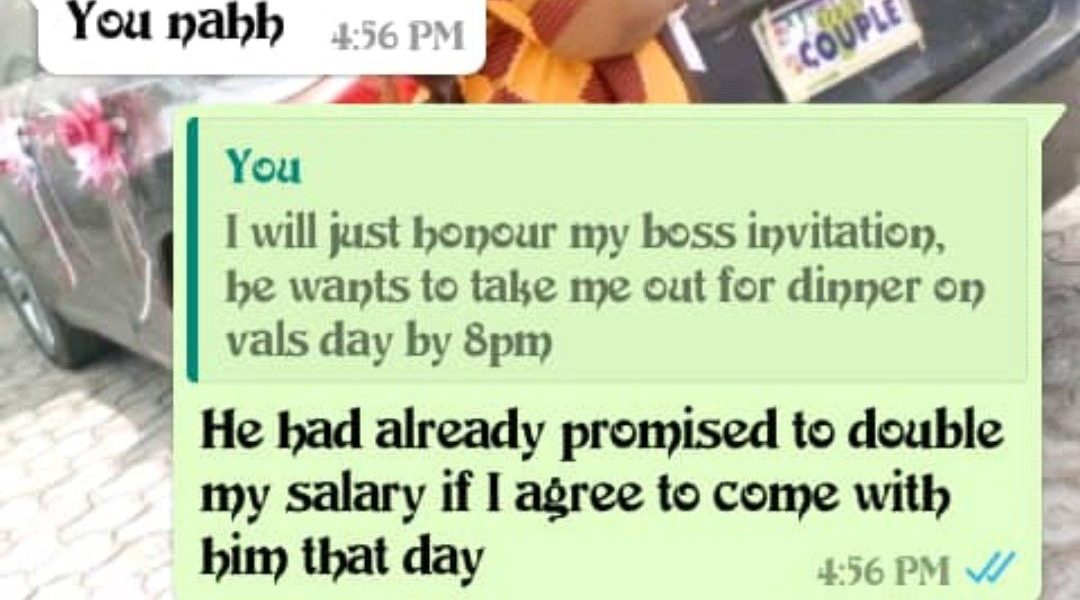 COUPLE
You nahh 4:56 PM
You
I will just honour my boss invitation,
he wants to take me out for dinner on
vals day by 8pm
He had already promised to double
my salary if I agree to come with
him that day
4:56 PM